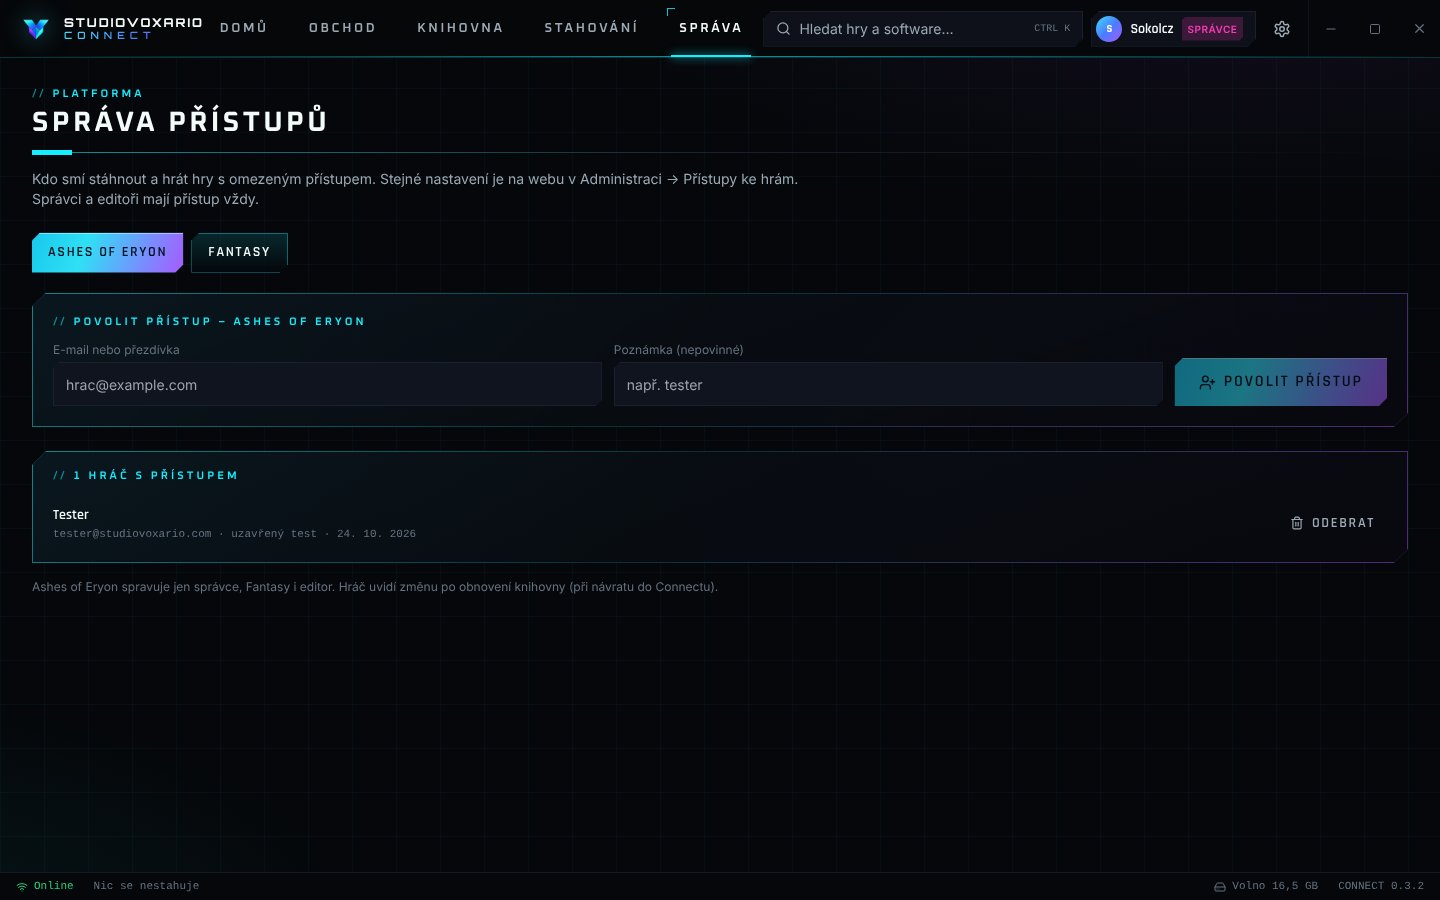 STUDIOVOXARIO
CONNECT
DOMŮ
OBCHOD
KNIHOVNA
STAHOVÁNÍ
SPRÁVA
Hledat hry a software...
CTRL K
S
Sokolcz
SPRÁVCE
// PLATFORMA
SPRÁVA PŘÍSTUPŮ
Kdo smí stáhnout a hrát hry s omezeným přístupem. Stejné nastavení je na webu v Administraci → Přístupy ke hrám.
Správci a editoři mají přístup vždy.
ASHES OF ERYON
FANTASY
// POVOLIT PŘÍSTUP – ASHES OF ERYON
E-mail nebo přezdívka
Poznámka (nepovinné)
hrac@example.com
např. tester
POVOLIT PŘÍSTUP
// 1 HRÁČ S PŘÍSTUPEM
Tester
tester@studiovoxario.com · uzavřený test · 24. 10. 2026
ODEBRAT
Ashes of Eryon spravuje jen správce, Fantasy i editor. Hráč uvidí změnu po obnovení knihovny (při návratu do Connectu).
Online
Nic se nestahuje
Volno 16,5 GB
CONNECT 0.3.2